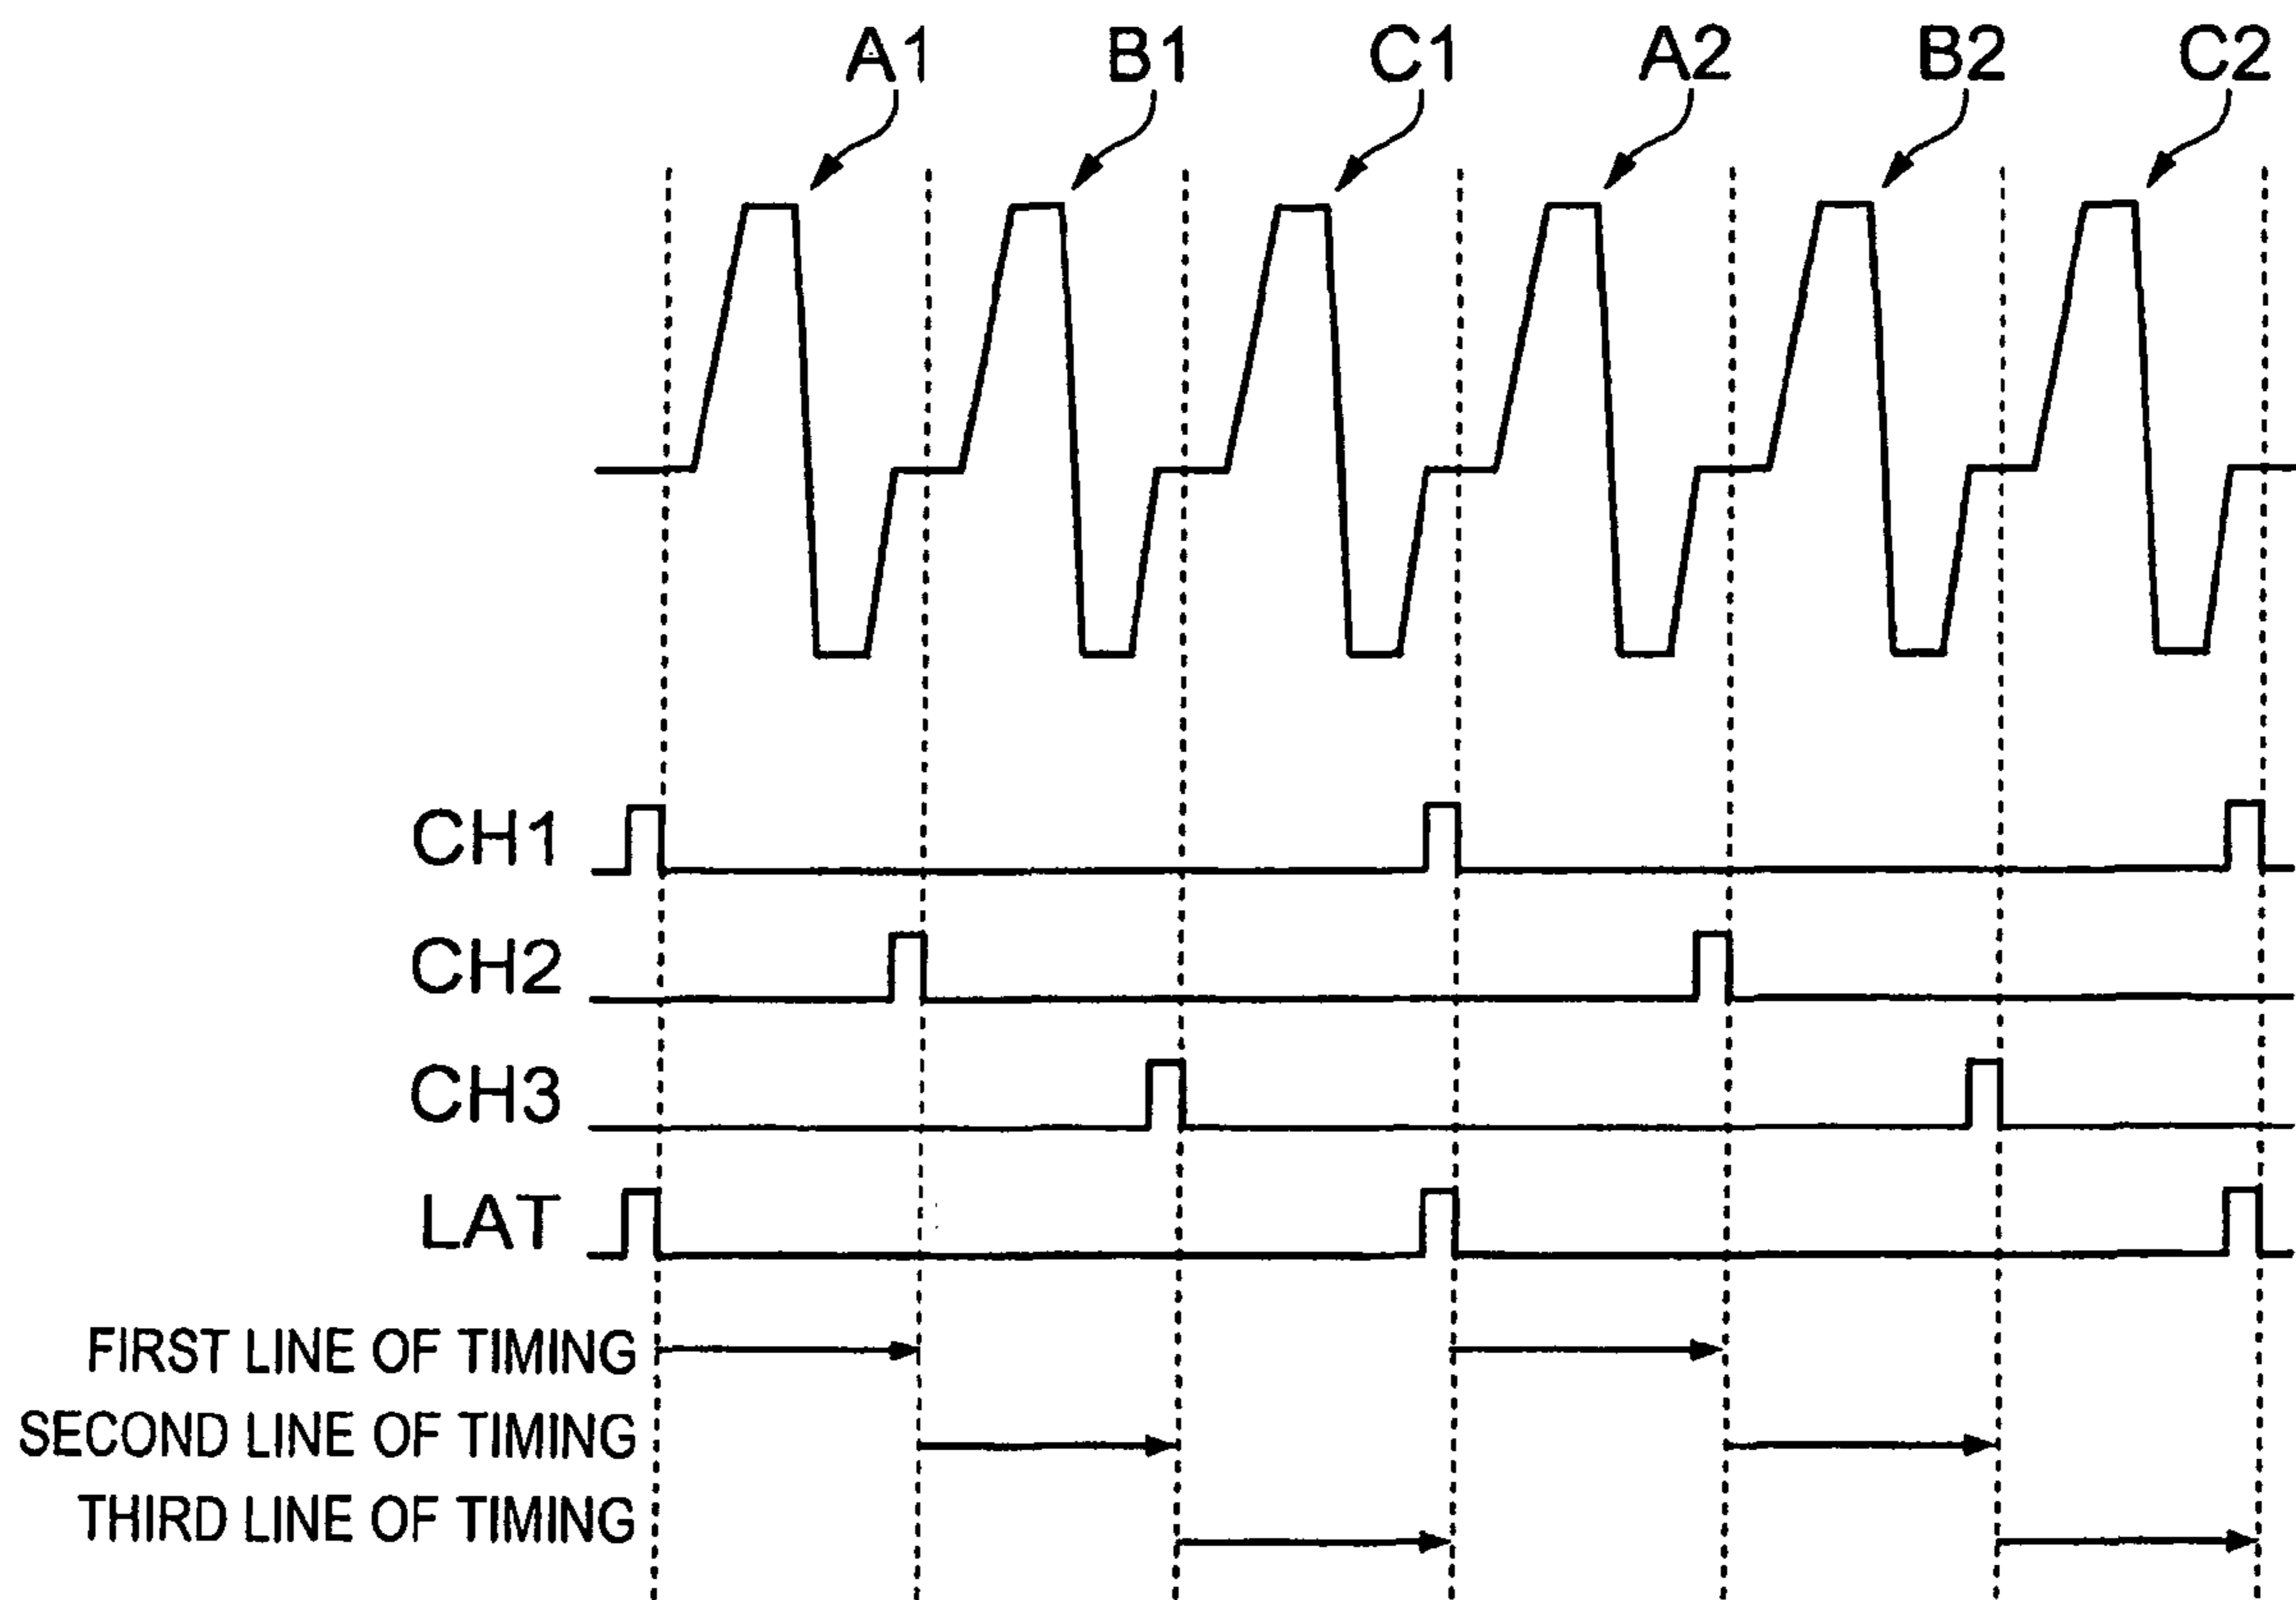 A1 B1 C1 A2 B2 C2
CH1
CH2
CH3
LAT
FIRST LINE OF TIMING
SECOND LINE OF TIMING
THIRD LINE OF TIMING